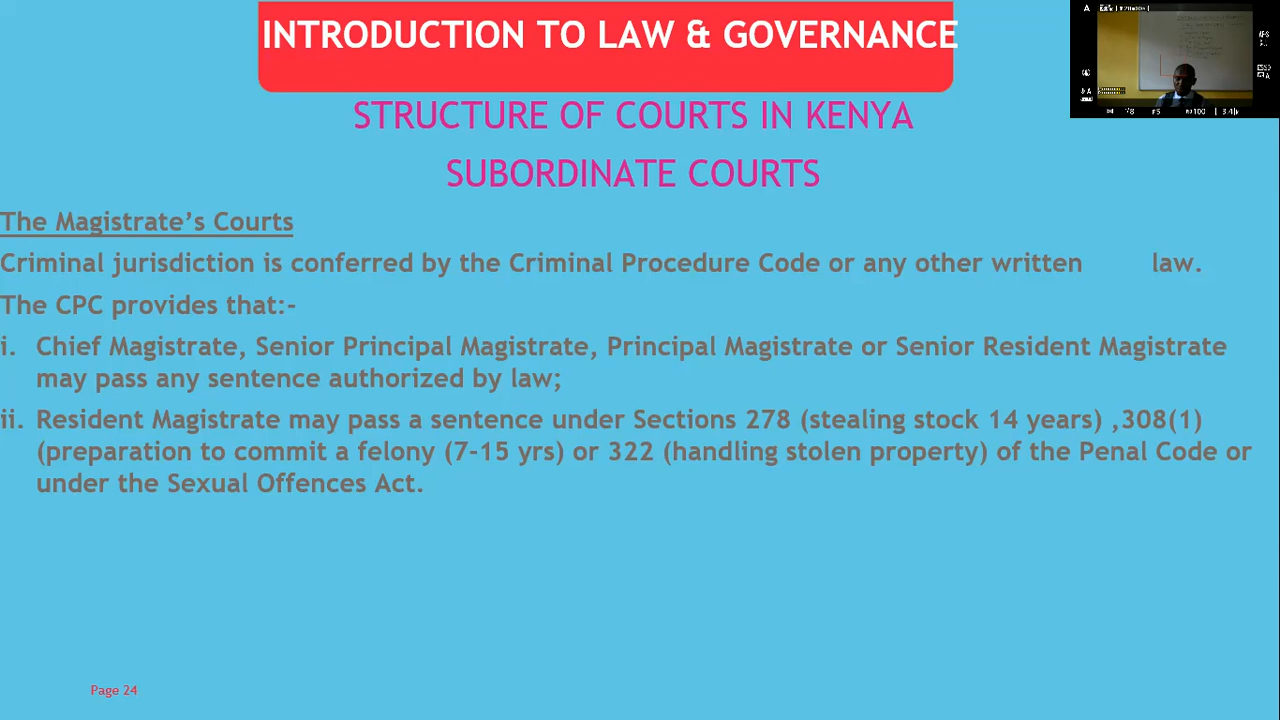 INTRODUCTION TO LAW & GOVERNANCE
STRUCTURE OF COURTS IN KENYA
SUBORDINATE COURTS
The Magistrate’s Courts
Criminal jurisdiction is conferred by the Criminal Procedure Code or any other written law.
The CPC provides that:-
i. Chief Magistrate, Senior Principal Magistrate, Principal Magistrate or Senior Resident Magistrate
may pass any sentence authorized by law;
ii. Resident Magistrate may pass a sentence under Sections 278 (stealing stock 14 years) ,308(1)
(preparation to commit a felony (7-15 yrs) or 322 (handling stolen property) of the Penal Code or
under the Sexual Offences Act.
Page 24